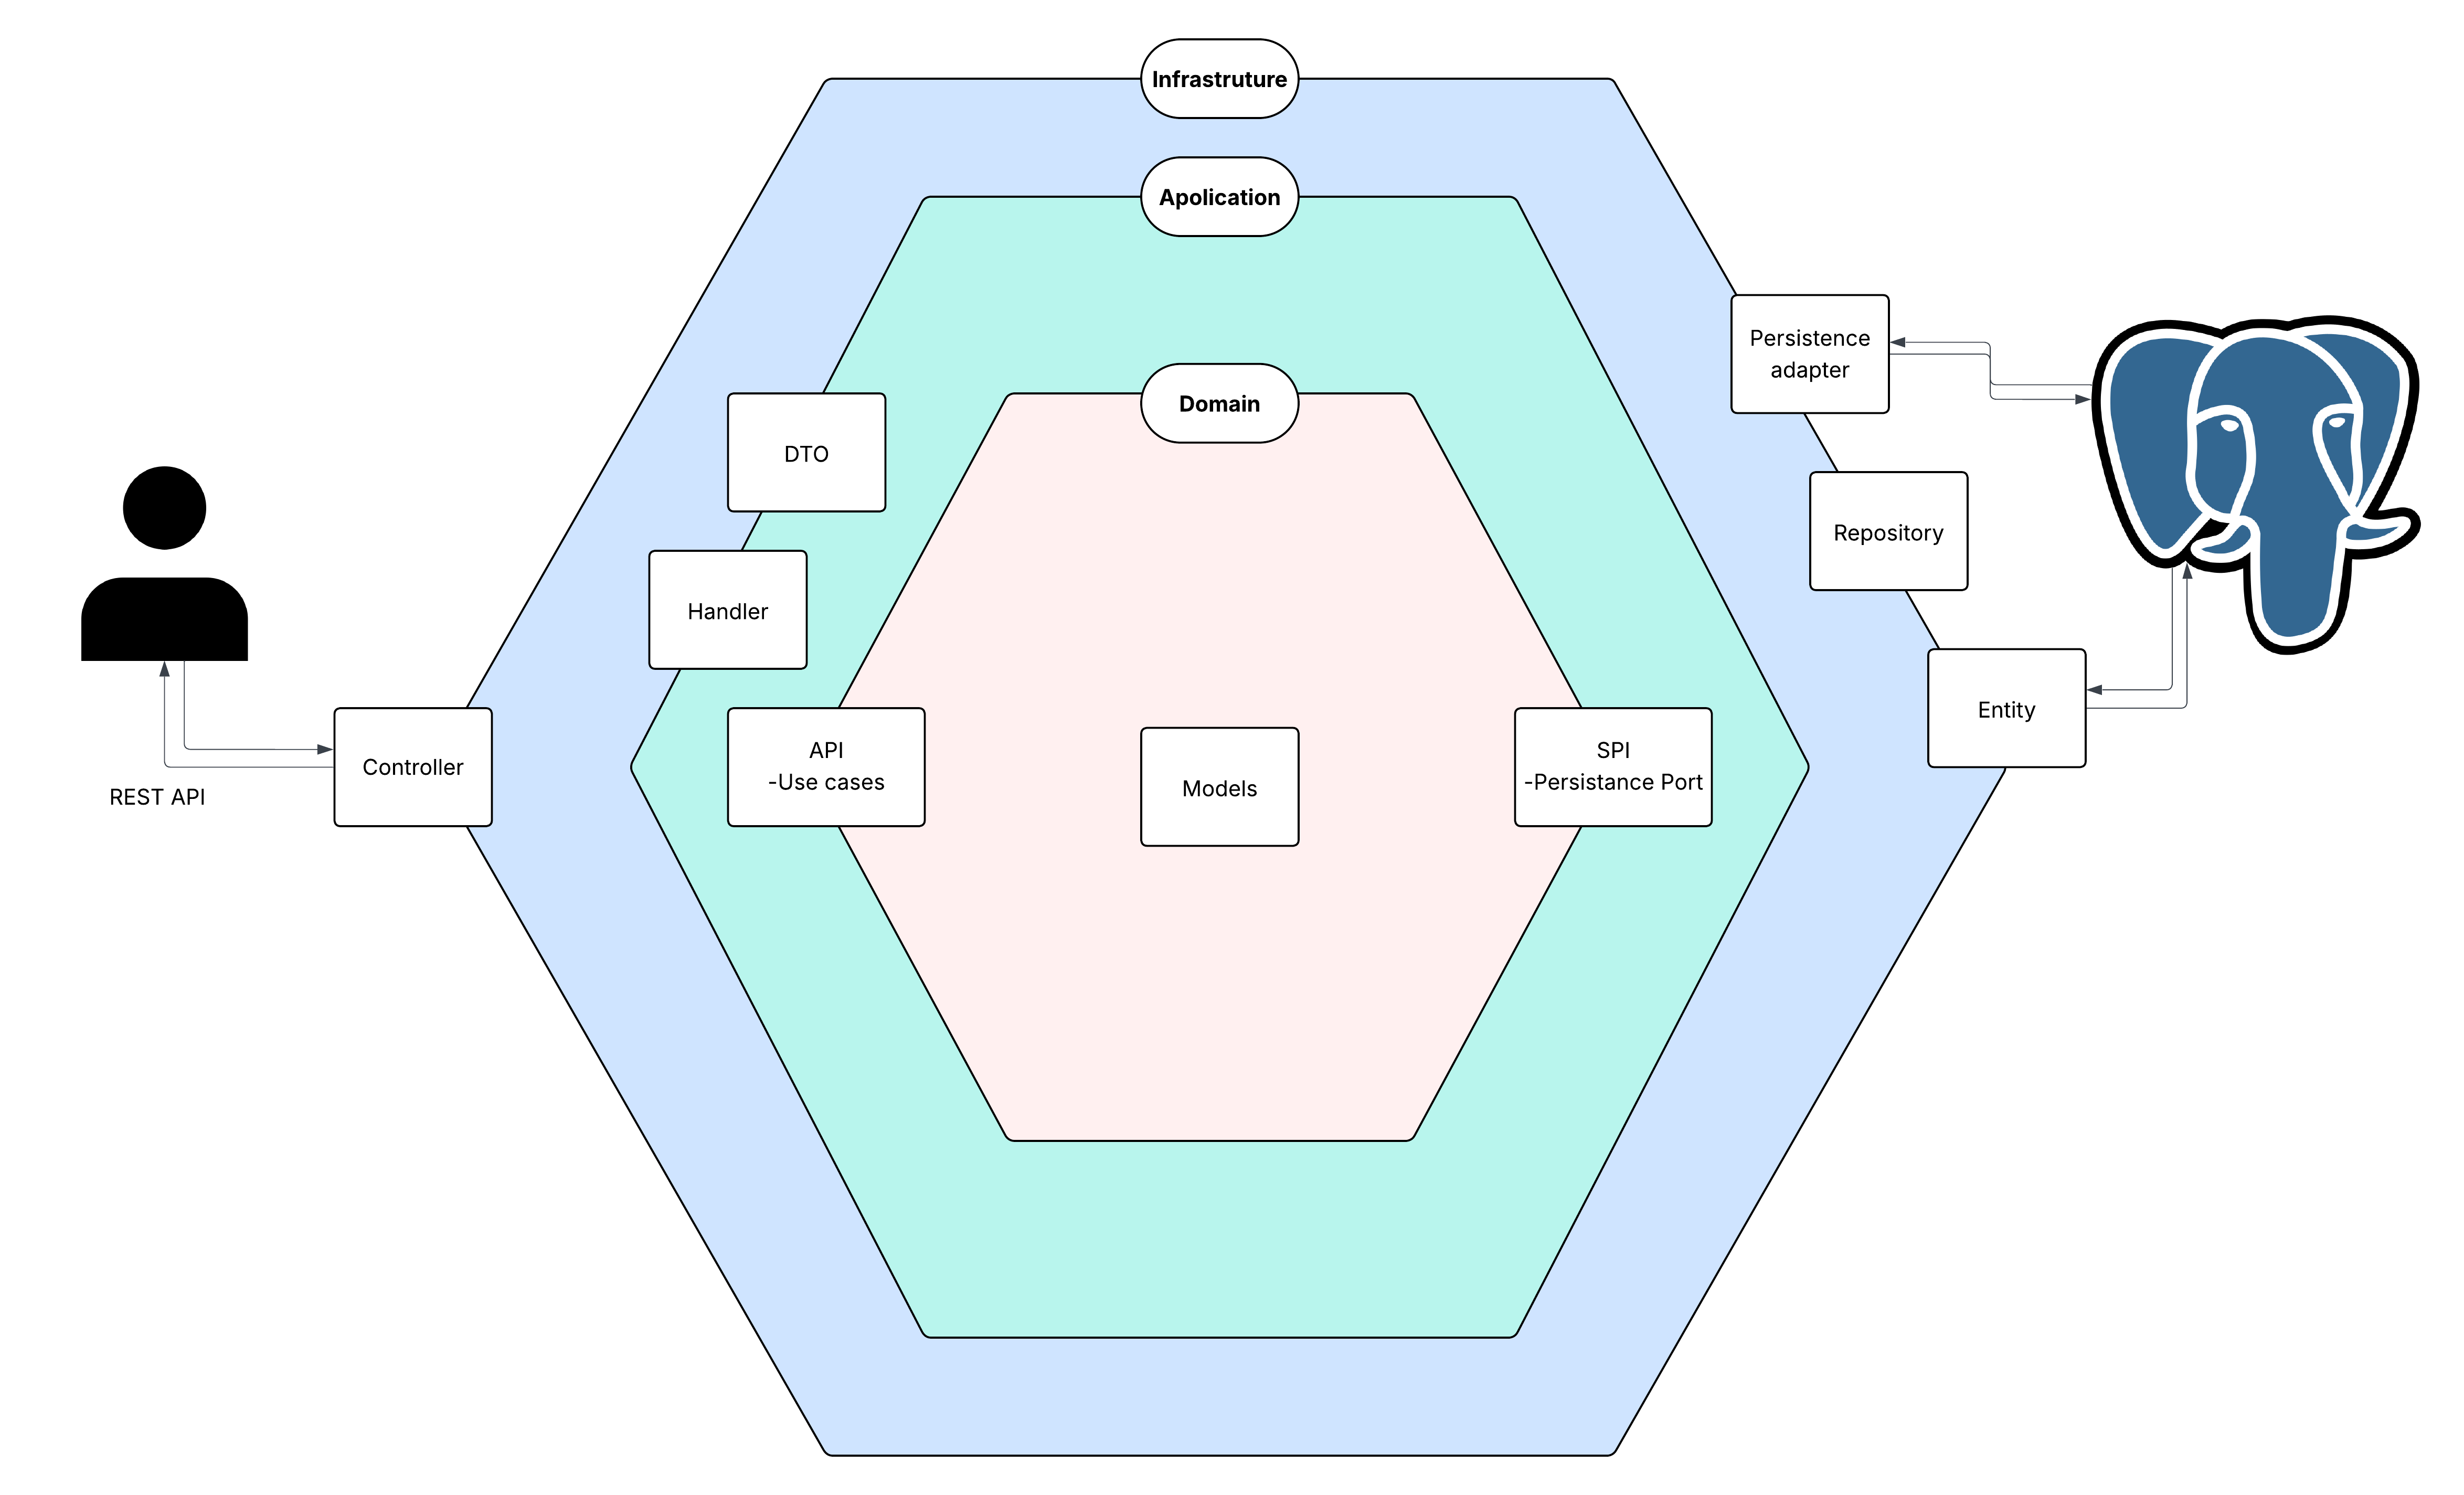 Infrastruture
Apolication
Domain
Persistence
adapter
DTO
Repository
Handler
Entity
Controller
API
-Use cases
Models
SPI
-Persistance Port
REST API